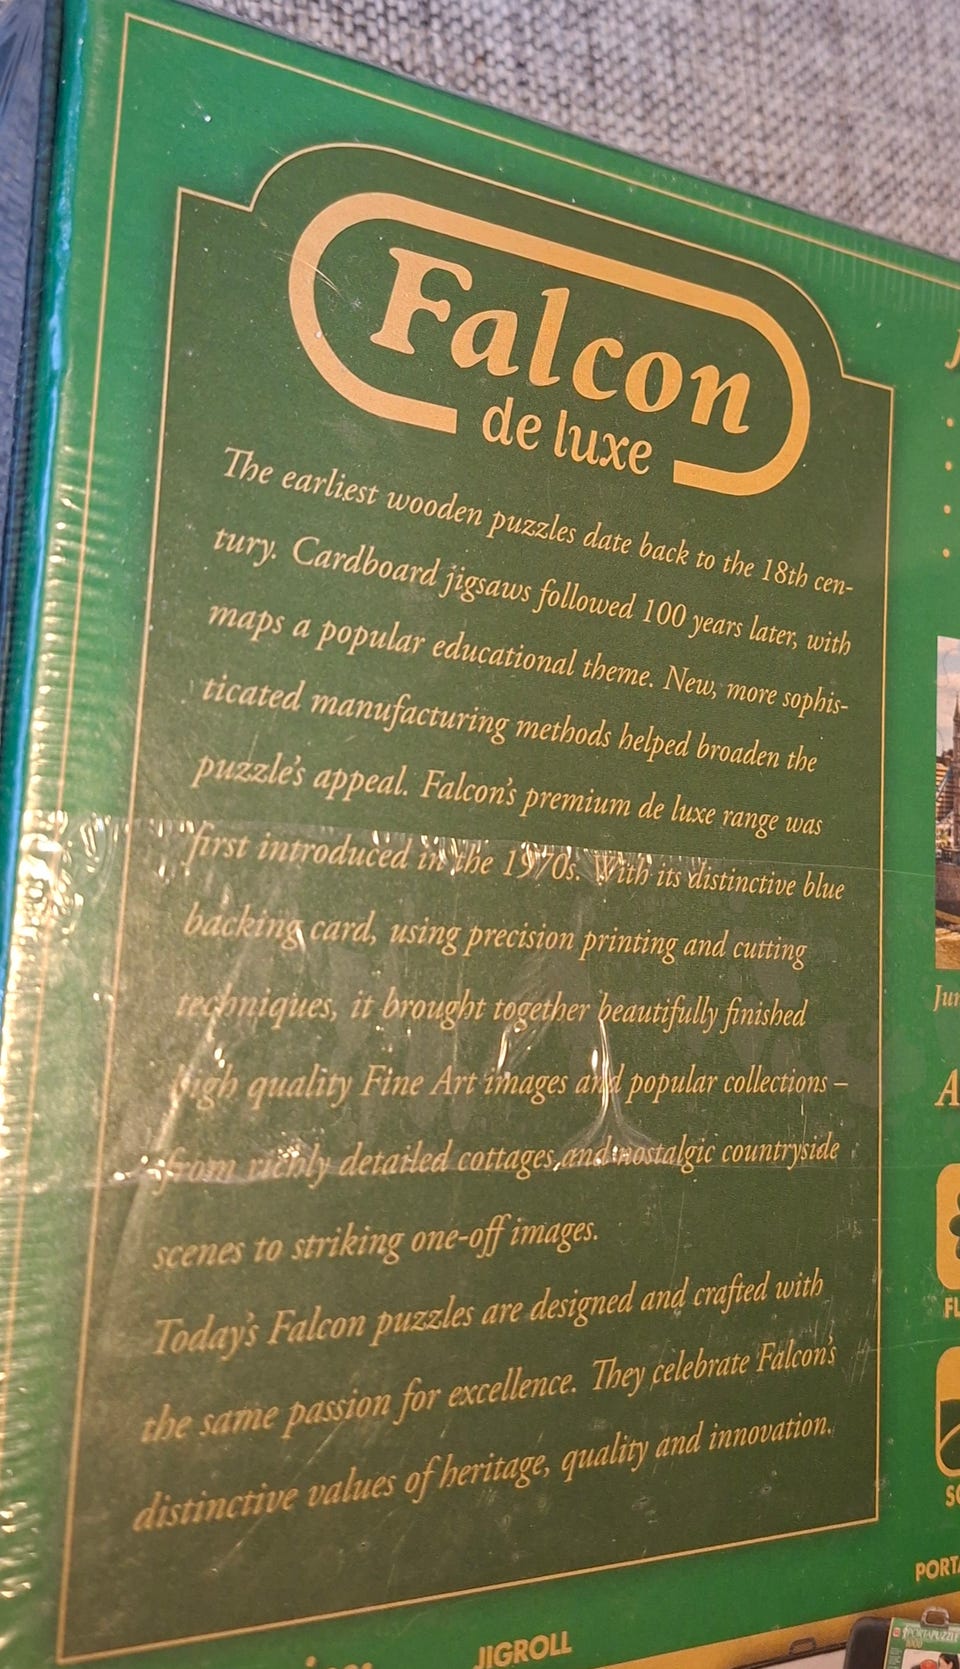 Falcon
de luxe
The earliest wooden puzzles date back to the 18th cen-
tury. Cardboard jigsaws followed 100 years later, with
maps a popular educational theme. New, more sophis-
ticated manufacturing methods helped broaden the
puzzle's appeal. Falcon's premium de luxe range was
first introduced in the 1970s. With its distinctive blue
backing card, using precision printing and cutting
techniques, it brought together beautifully finished
high quality Fine Art images and popular collections –
from richly detailed cottages and nostalgic countryside
scenes to striking one-off images.
Today's Falcon puzzles are designed and crafted with
the same passion for excellence. They celebrate Falcon's
distinctive values of heritage, quality and innovation.
JIGROLL